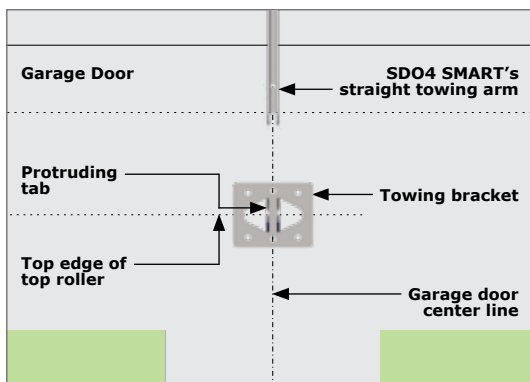 Garage Door
SDO4 SMART’s
straight towing arm
Protruding
tab
Towing bracket
Top edge of
top roller
Garage door
center line